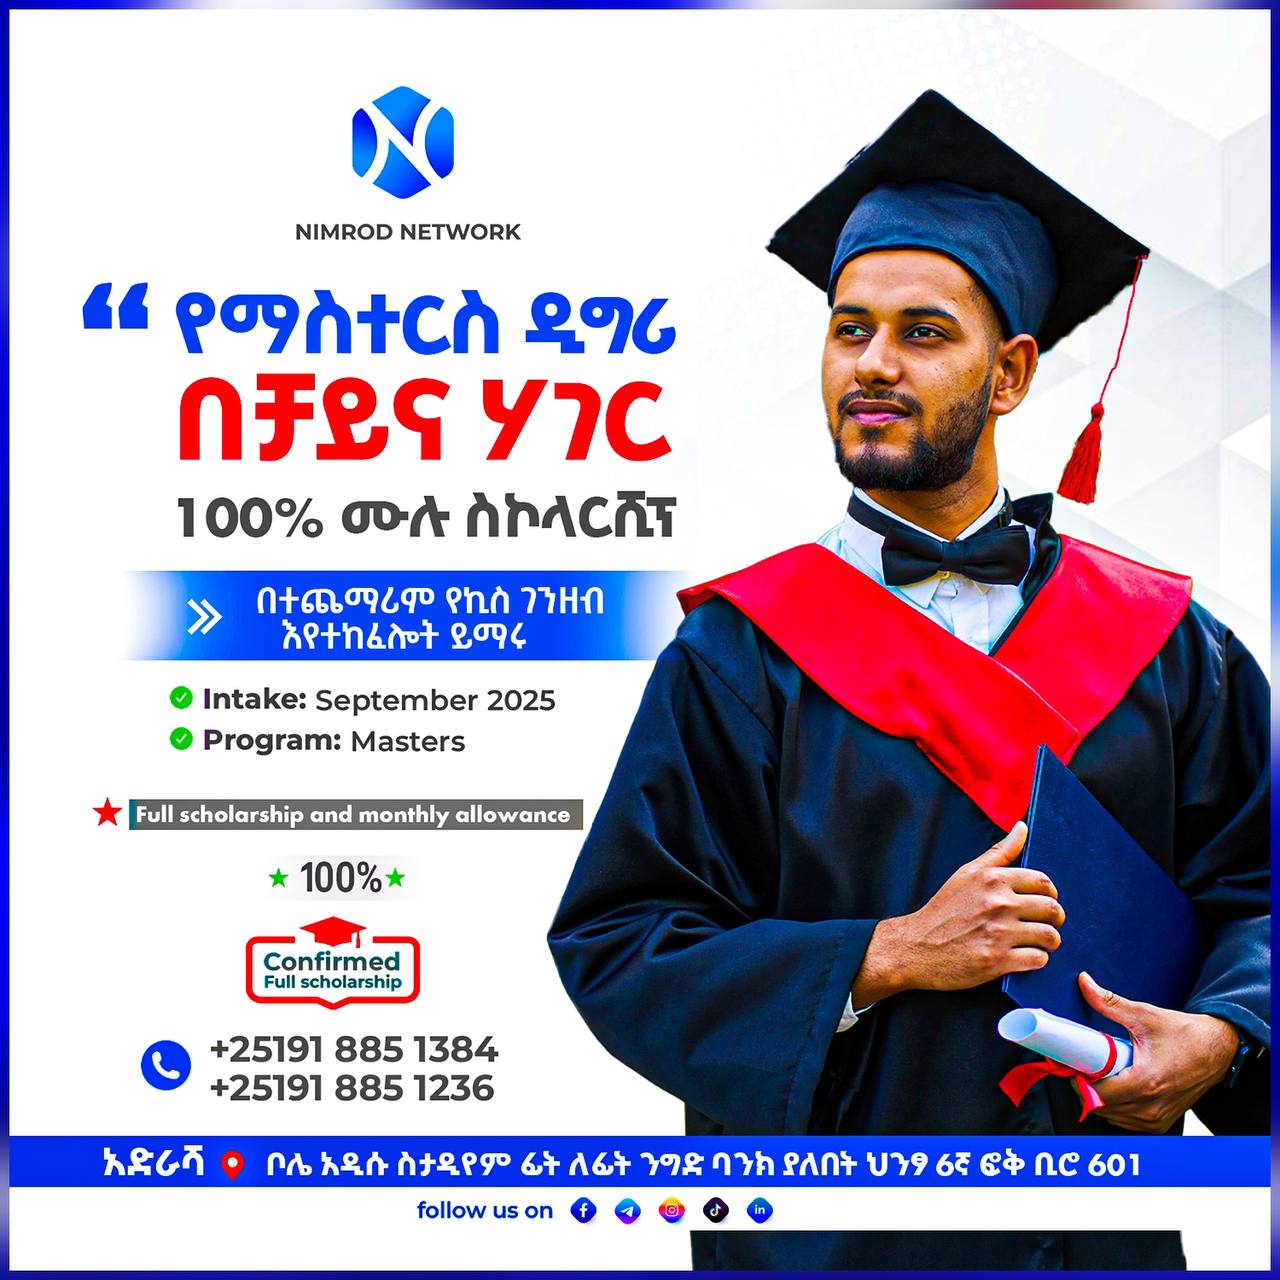 NIMROD NETWORK
“ የማስተርስ ዲግሪ
በቻይና ሃገር
100% ሙሉ ስኮላርሺፕ
በተጨማሪም የኪስ ገንዘብ
እየተከፈሎት ይማሩ
Intake: September 2025
Program: Masters
Full scholarship and monthly allowance
100%
Confirmed
Full scholarship
+25191 885 1384
+25191 885 1236
አድራሻ ቦሌ አዲሱ ስታዲየም ፊት ለፊት ንግድ ባንክ ያለበት ህንፃ 6ኛ ፎቅ ቢሮ 601
follow us on